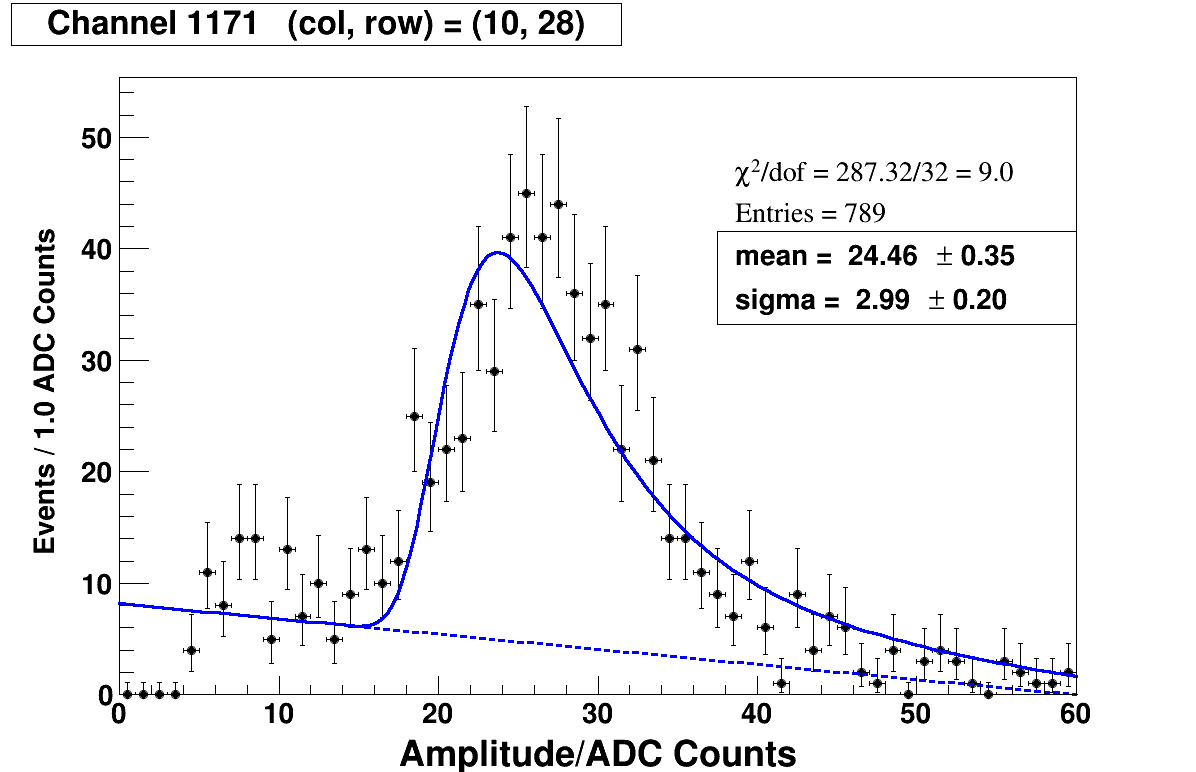 Channel 1171 (col, row) = (10, 28)
χ²/dof = 287.32/32 = 9.0
Entries = 789
mean = 24.46 ± 0.35
sigma = 2.99 ± 0.20
Events / 1.0 ADC Counts
50
40
30
20
10
0
0 10 20 30 40 50 60
Amplitude/ADC Counts